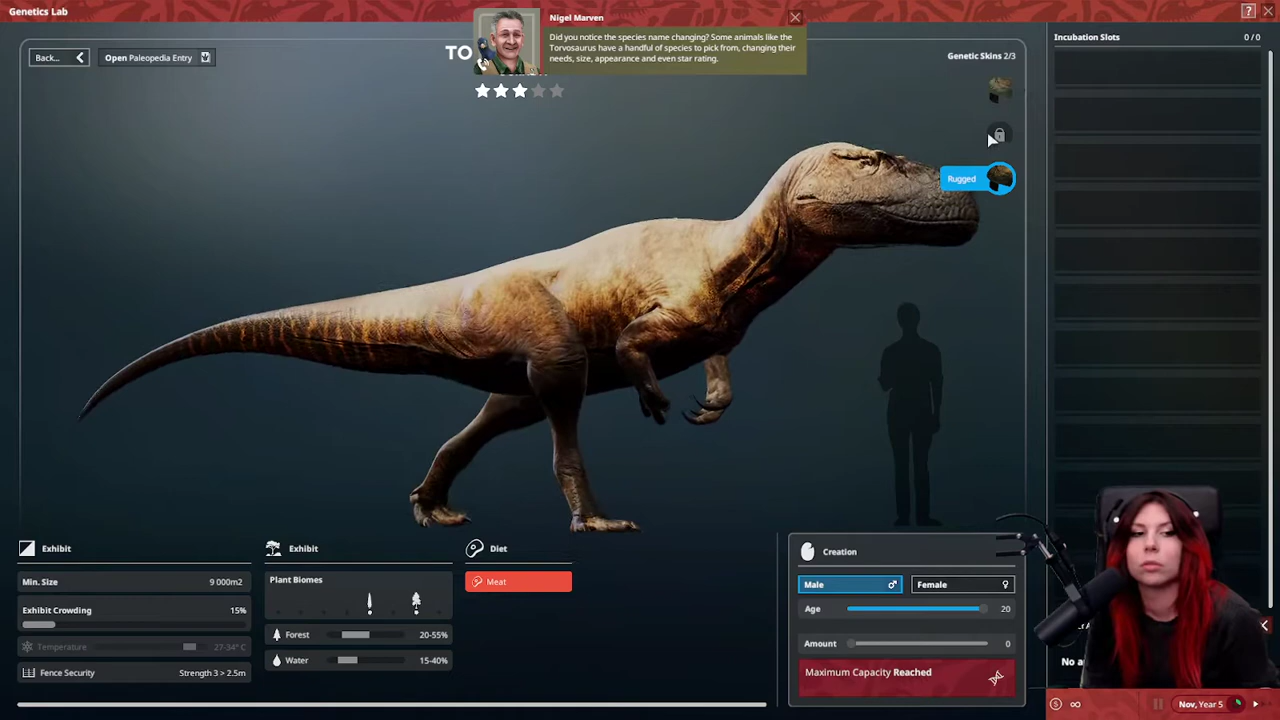 Genetics Lab
?
Nigel Marven
Did you notice the species name changing? Some animals like the
Torvosaurus have a handful of species to pick from, changing their
needs, size, appearance and even star rating.
Back...
Open Paleopedia Entry
TO
Genetic Skins 2/3
Incubation Slots
0/0
Rugged
Exhibit
Min. Size
9 000m2
Exhibit Crowding
15%
Temperature
27-34° C
Fence Security
Strength 3 > 2.5m
Exhibit
Plant Biomes
Forest
20-55%
Water
15-40%
Diet
Meat
Creation
Male
Female
Age
20
Amount
0
Maximum Capacity Reached
No
Nov, Year 5